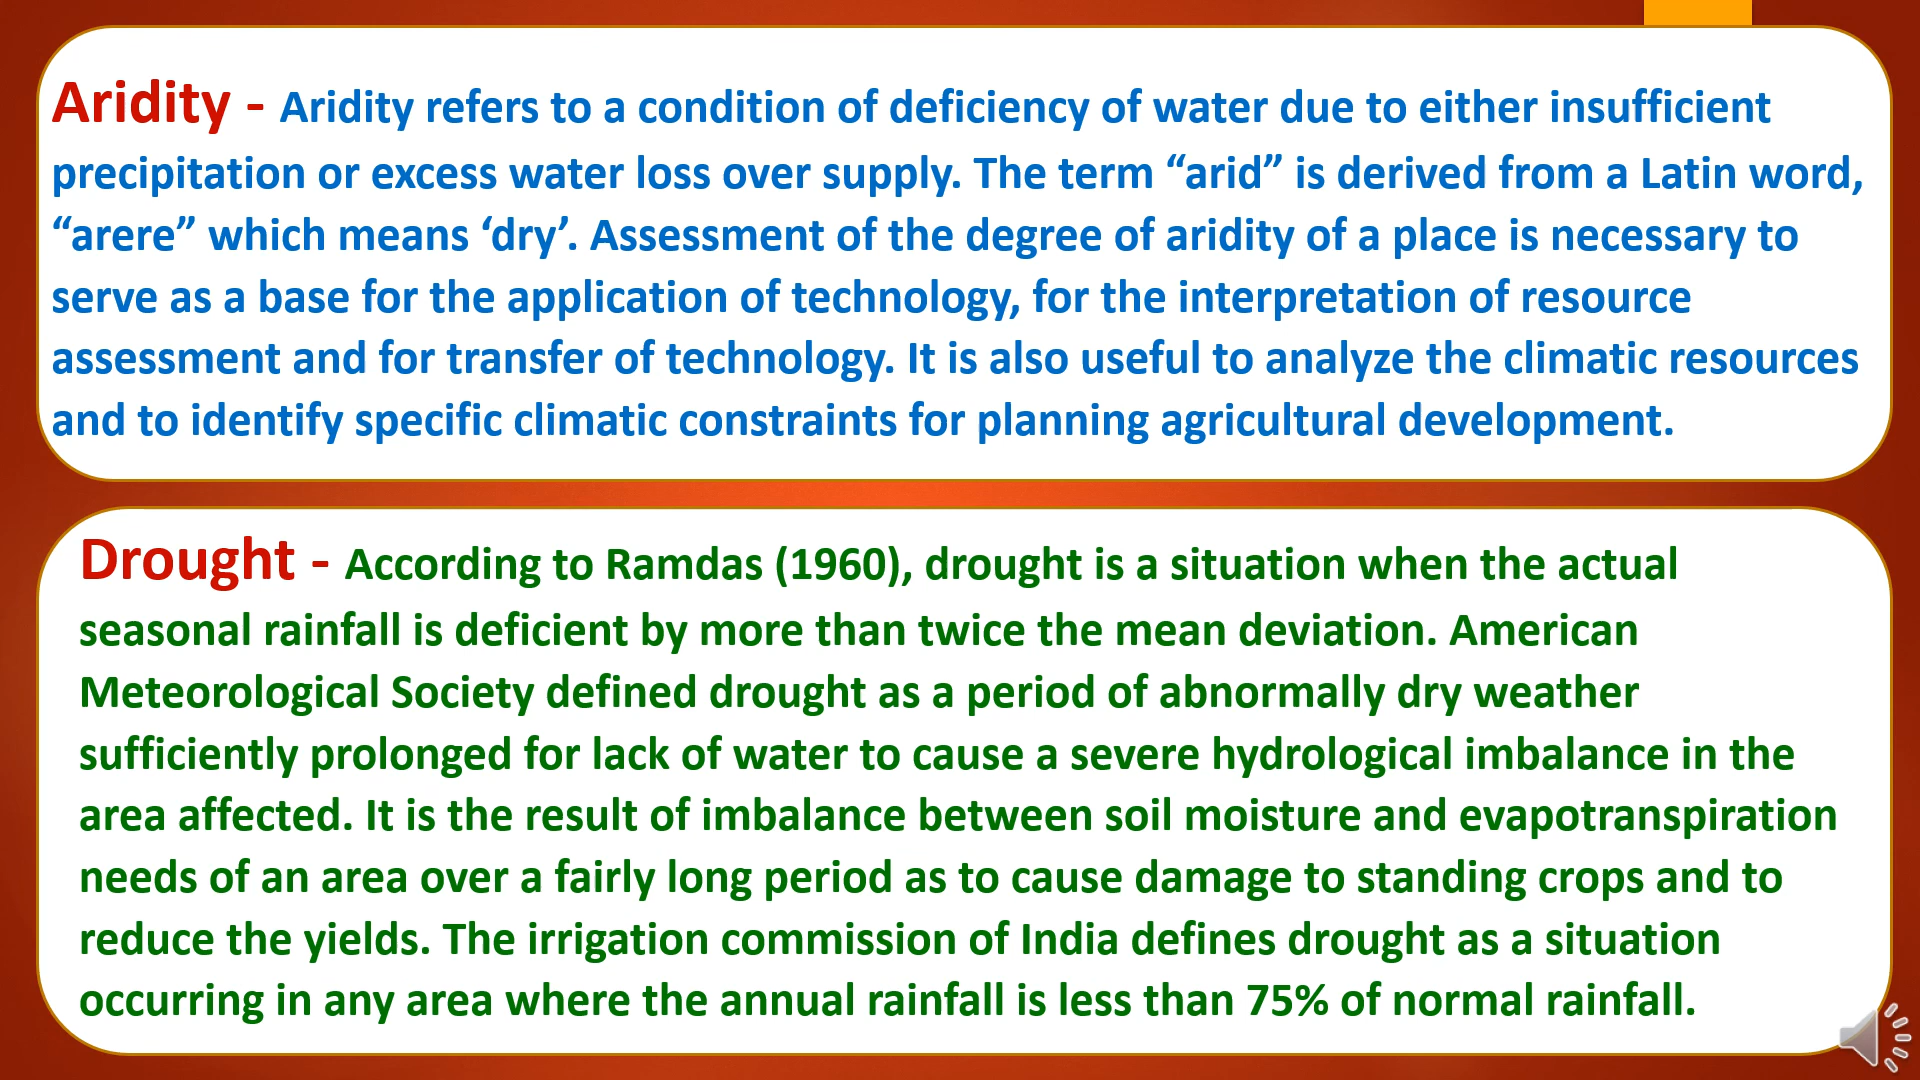 Aridity - Aridity refers to a condition of deficiency of water due to either insufficient
precipitation or excess water loss over supply. The term “arid” is derived from a Latin word,
“arere” which means ‘dry’. Assessment of the degree of aridity of a place is necessary to
serve as a base for the application of technology, for the interpretation of resource
assessment and for transfer of technology. It is also useful to analyze the climatic resources
and to identify specific climatic constraints for planning agricultural development.
Drought - According to Ramdas (1960), drought is a situation when the actual
seasonal rainfall is deficient by more than twice the mean deviation. American
Meteorological Society defined drought as a period of abnormally dry weather
sufficiently prolonged for lack of water to cause a severe hydrological imbalance in the
area affected. It is the result of imbalance between soil moisture and evapotranspiration
needs of an area over a fairly long period as to cause damage to standing crops and to
reduce the yields. The irrigation commission of India defines drought as a situation
occurring in any area where the annual rainfall is less than 75% of normal rainfall.